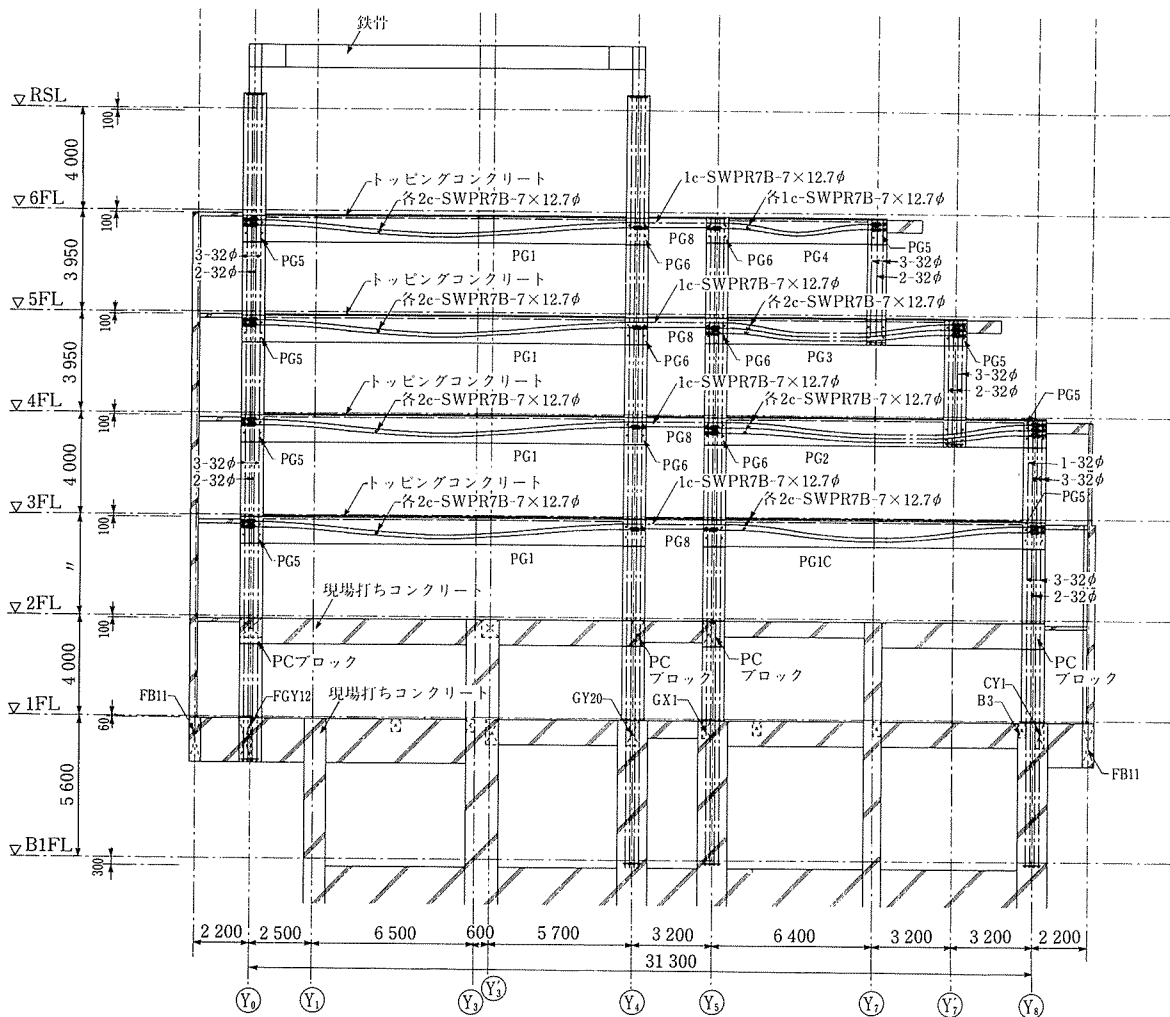 鉄骨
RSL
100
4 000
6FL
100
トッピングコンクリート
各2c-SWPR7B-7×12.7φ
1c-SWPR7B-7×12.7φ
各1c-SWPR7B-7×12.7φ
3-32φ
2-32φ
PG5
PG1
PG8
PG6
PG6
PG4
PG5
3-32φ
2-32φ
3 950
5FL
100
トッピングコンクリート
各2c-SWPR7B-7×12.7φ
1c-SWPR7B-7×12.7φ
各2c-SWPR7B-7×12.7φ
PG5
PG1
PG8
PG6
PG6
PG3
PG5
3-32φ
2-32φ
3 950
4FL
100
トッピングコンクリート
各2c-SWPR7B-7×12.7φ
1c-SWPR7B-7×12.7φ
各2c-SWPR7B-7×12.7φ
PG5
3-32φ
2-32φ
PG5
PG1
PG8
PG6
PG6
PG2
1-32φ
3-32φ
PG5
4 000
3FL
100
トッピングコンクリート
各2c-SWPR7B-7×12.7φ
1c-SWPR7B-7×12.7φ
各2c-SWPR7B-7×12.7φ
PG5
PG1
PG8
PG1C
3-32φ
2-32φ
〃
2FL
100
現場打ちコンクリート
PCブロック
PC
ブロック
PC
ブロック
PC
ブロック
4 000
1FL
60
FB11
FGY12
現場打ちコンクリート
GY20
GX1
B3
CY1
FB11
5 600
B1FL
300
2 200
2 500
6 500
600
5 700
3 200
6 400
3 200
3 200
2 200
31 300
Y0
Y1
Y3
Y'3
Y4
Y5
Y7
Y'7
Y8